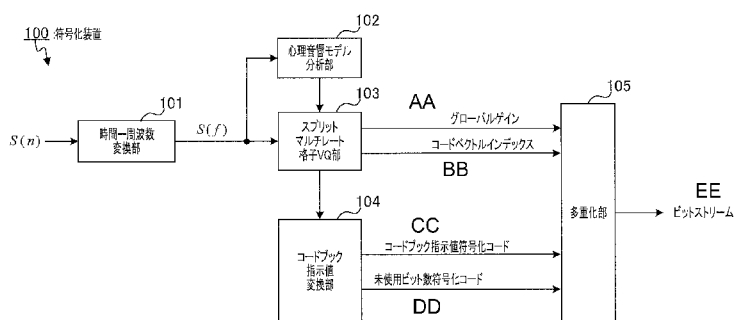 100:符号化装置
102
心理音響モデル
分析部
101
103
105
AA
S(n)
時間ー周波数
変換部
S(f)
スプリット
マルチレート
格子VQ部
グローバルゲイン
コードベクトルインデックス
BB
104
多重化部
EE
ビットストリーム
CC
コードブック
指示値
変換部
コードブック指示値符号化コード
未使用ビット数符号化コード
DD